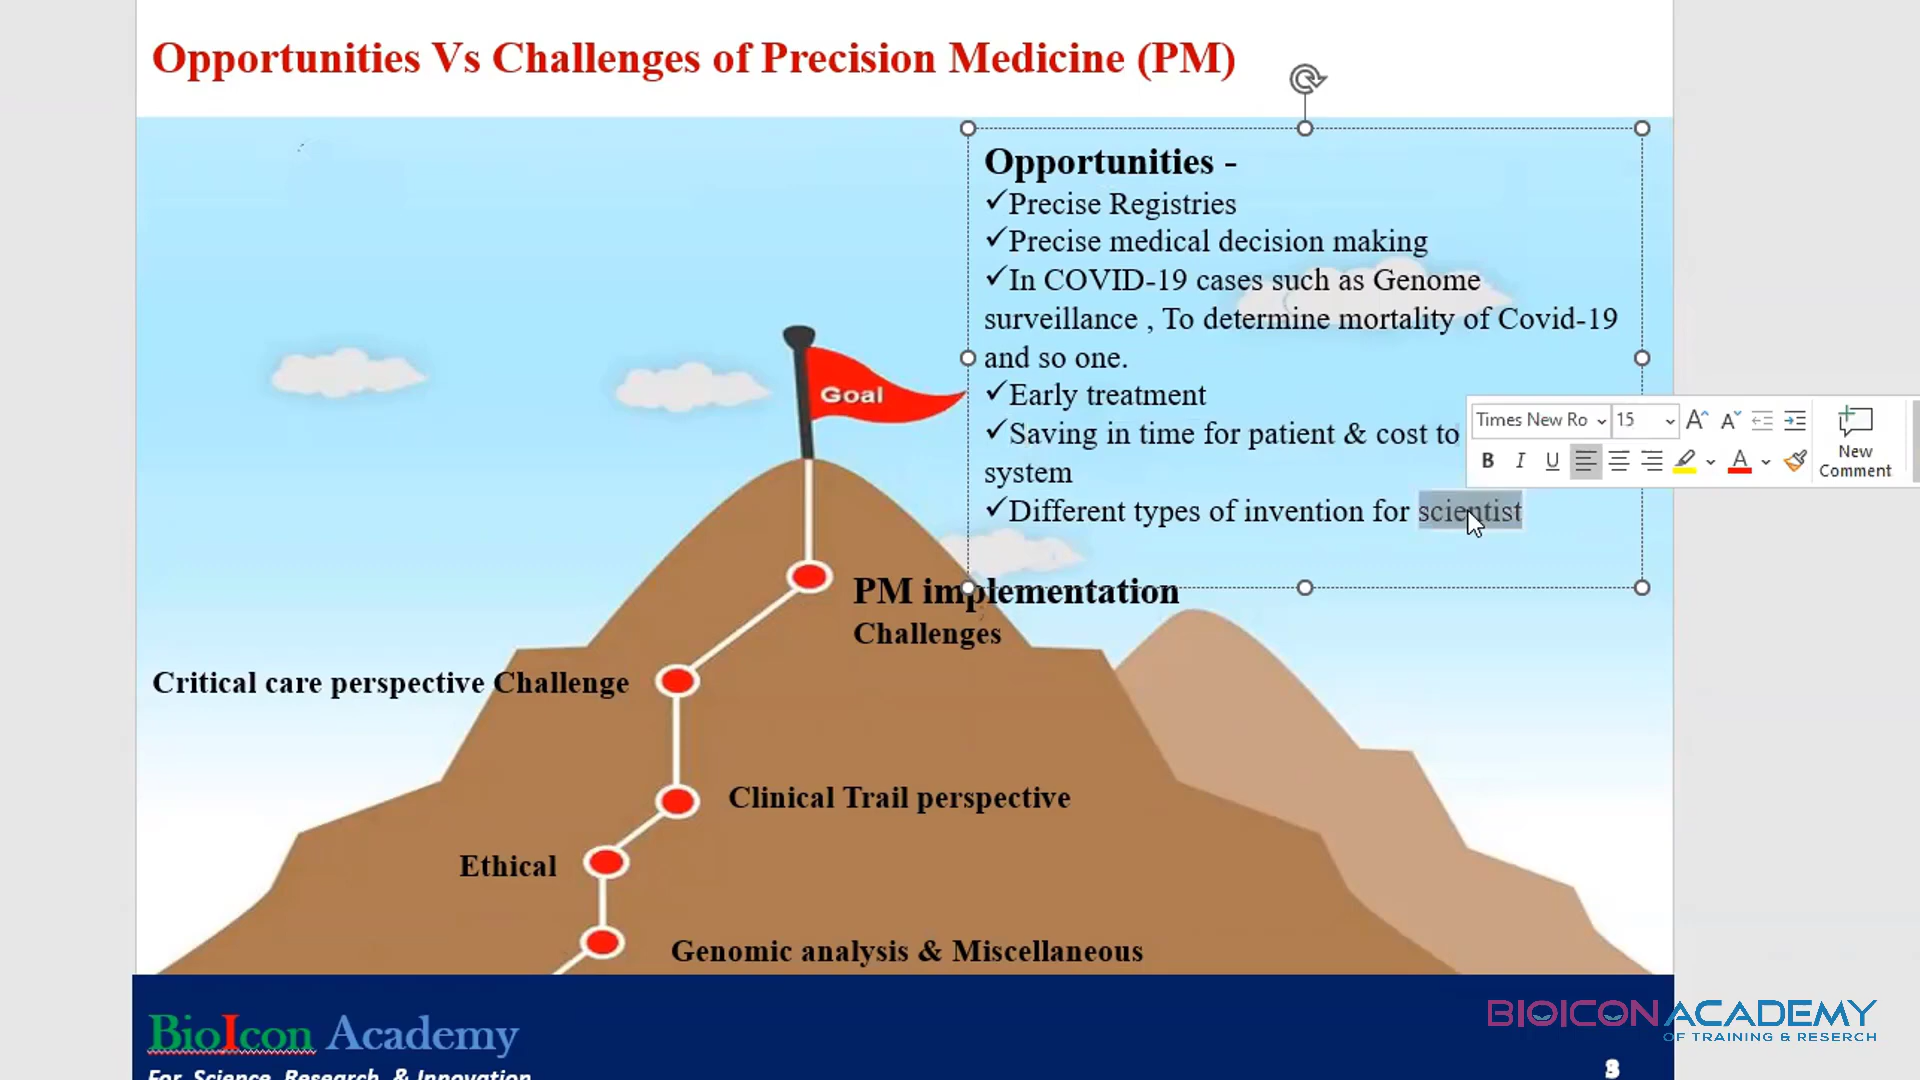 Opportunities Vs Challenges of Precision Medicine (PM)
Opportunities -
✓Precise Registries
✓Precise medical decision making
✓In COVID-19 cases such as Genome
surveillance , To determine mortality of Covid-19
and so one.
✓Early treatment
✓Saving in time for patient & cost to
system
✓Different types of invention for scientist
Times New Ro
15
New
Comment
Goal
PM implementation
Challenges
Critical care perspective Challenge
Clinical Trail perspective
Ethical
Genomic analysis & Miscellaneous
BioIcon Academy
For Science, Research & Innovation
BIOICON ACADEMY
OF TRAINING & RESERCH
3